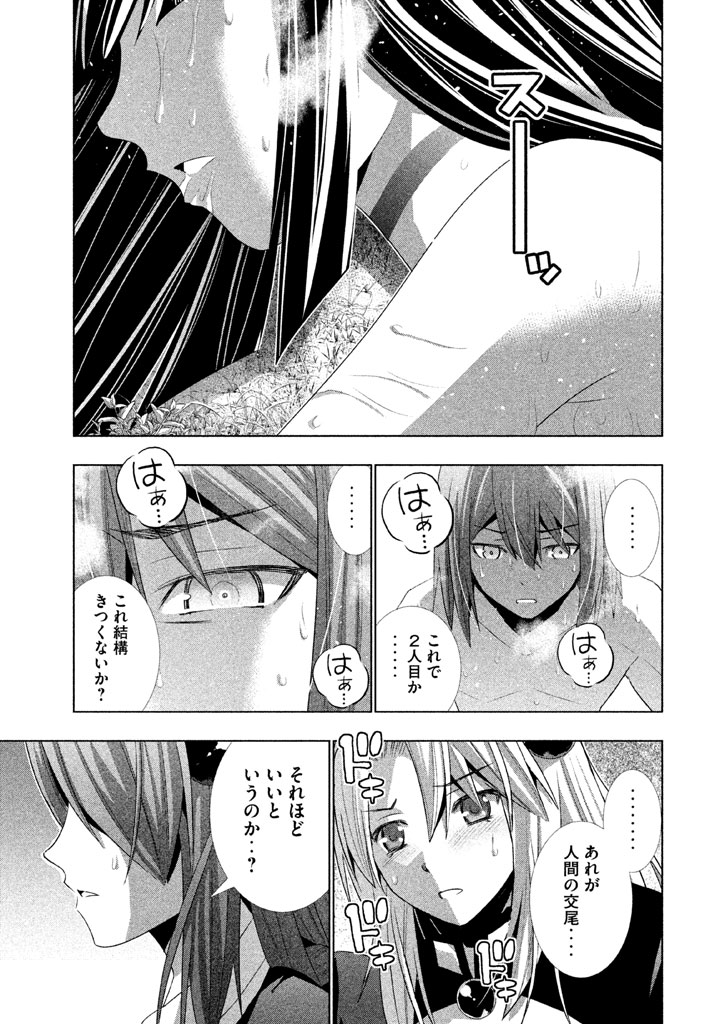 スーーッ
‥‥‥
はぁ…
これで
2人目か
‥‥‥
はぁ…
‥‥‥
はぁ…
これ結構
きつくないか?
はぁ…
‥‥‥‥
あれが
人間の交尾
‥‥‥
ドキ
ドキ
ドキ
それほど
いいと
いうのか‥?